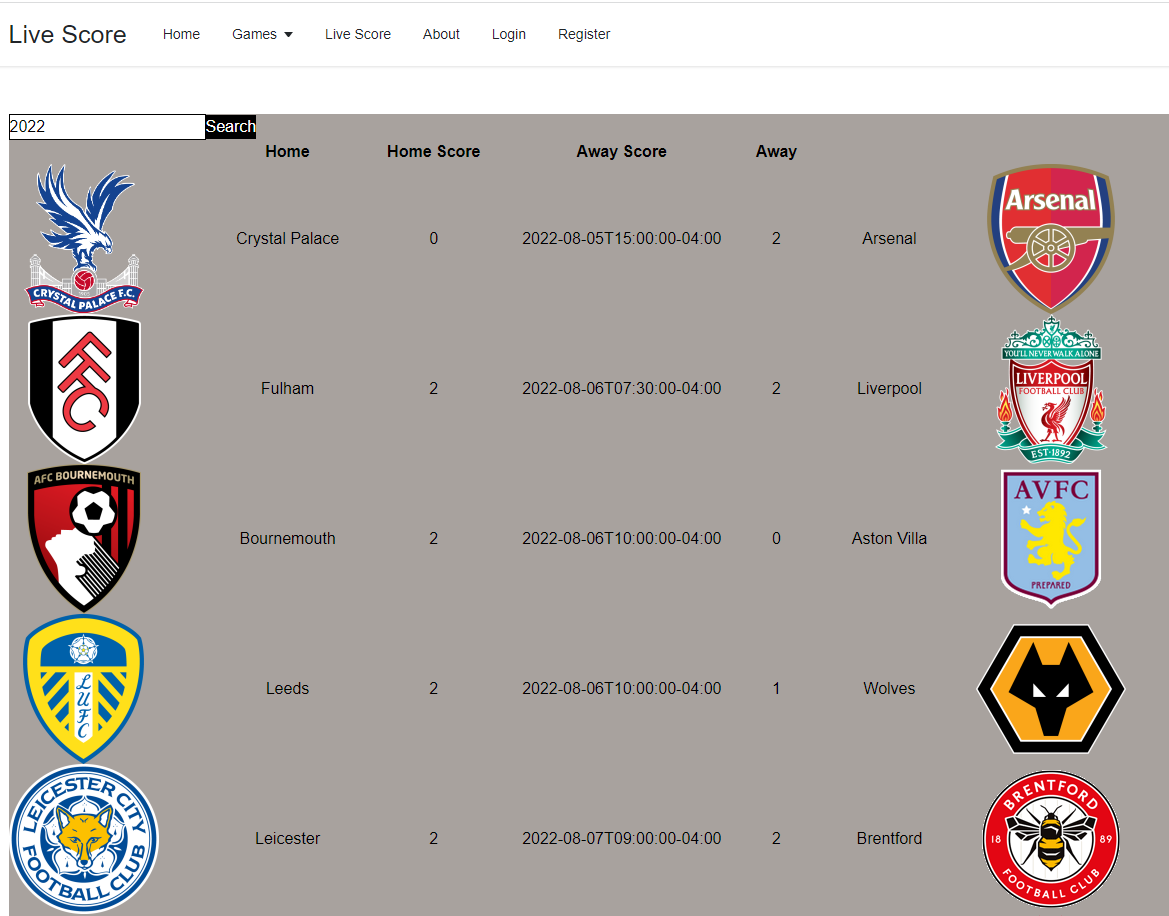 Live Score Home Games Live Score About Login Register
2022 Search
Home Home Score Away Score Away
CRYSTAL PALACE F.C.
Crystal Palace 0 2022-08-05T15:00:00-04:00 2 Arsenal
Arsenal
FFC
Fulham 2 2022-08-06T07:30:00-04:00 2 Liverpool
YOU'LL NEVER WALK ALONE
LIVERPOOL
FOOTBALL CLUB
EST·1892
AFC BOURNEMOUTH
Bournemouth 2 2022-08-06T10:00:00-04:00 0 Aston Villa
AVFC
PREPARED
LUFC
Leeds 2 2022-08-06T10:00:00-04:00 1 Wolves
LEICESTER CITY
FOOTBALL CLUB
Leicester 2 2022-08-07T09:00:00-04:00 2 Brentford
BRENTFORD
18 89
FOOTBALL CLUB